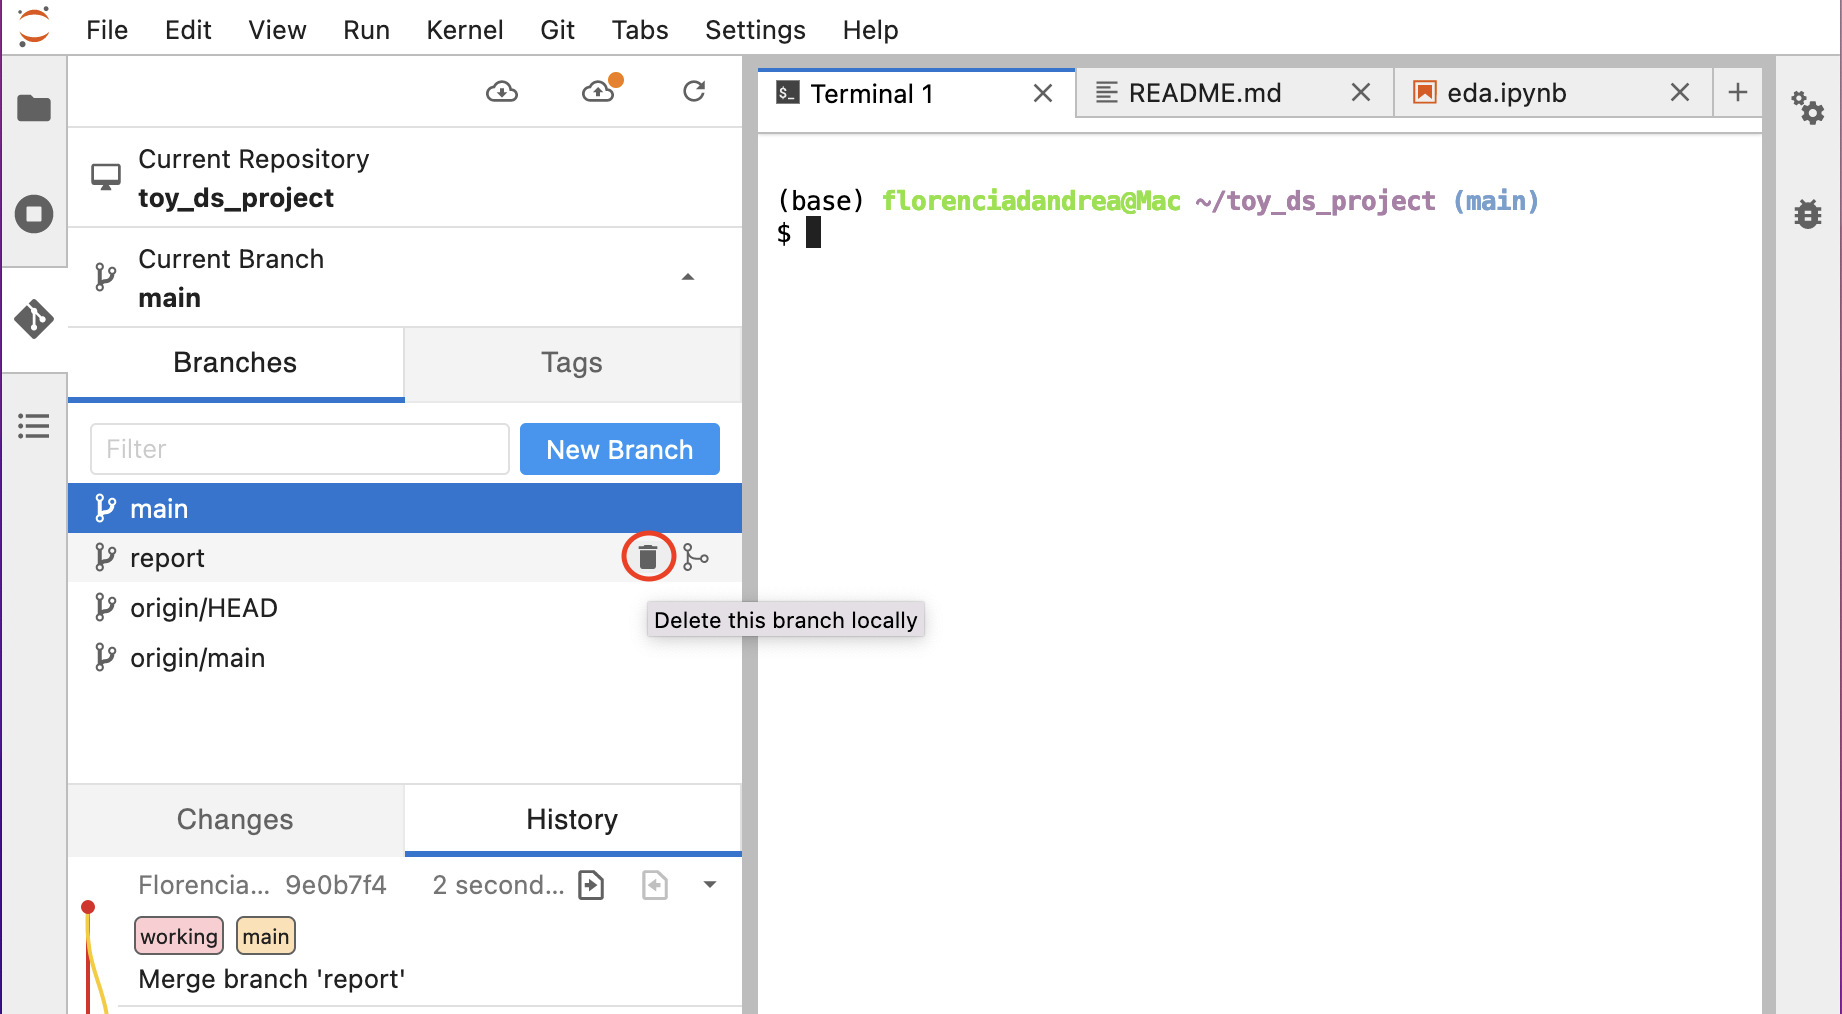 File Edit View Run Kernel Git Tabs Settings Help
Current Repository
toy_ds_project
Current Branch
main
Branches Tags
Filter New Branch
main
report
Delete this branch locally
origin/HEAD
origin/main
Changes History
Florencia... 9e0b7f4 2 second...
working main
Merge branch 'report'
$_ Terminal 1 README.md eda.ipynb
(base) florenciadandrea@Mac ~/toy_ds_project (main)
$